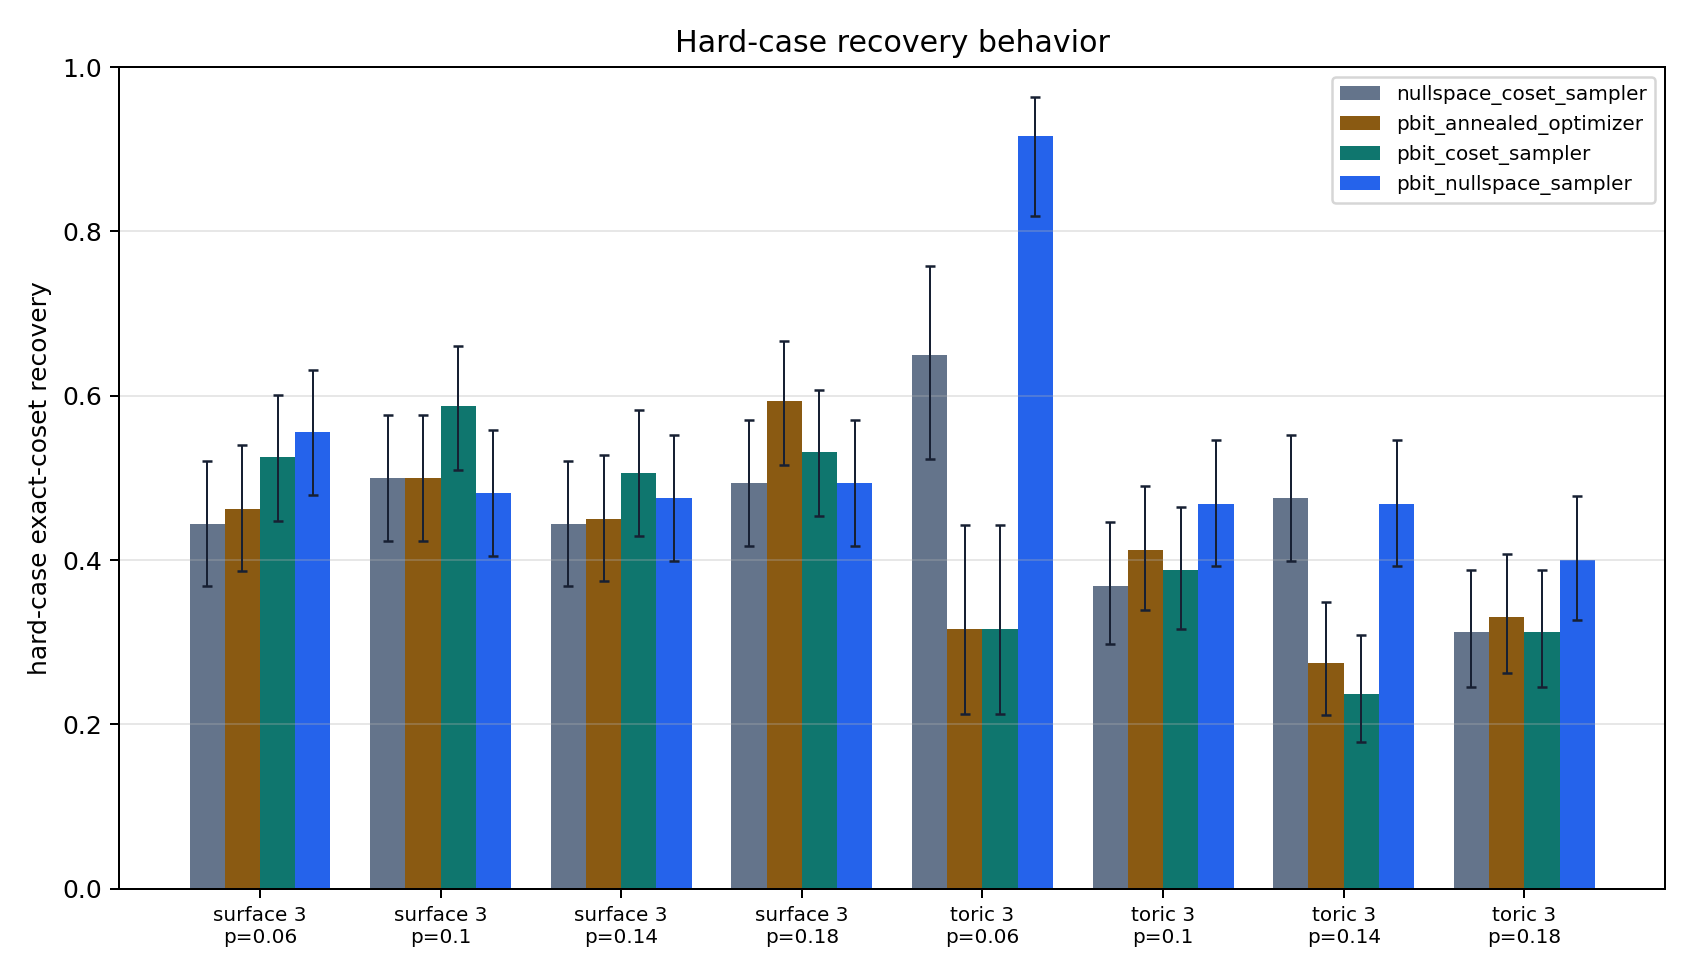 Hard-case recovery behavior
1.0
0.8
0.6
0.4
0.2
0.0
hard-case exact-coset recovery
nullspace_coset_sampler
pbit_annealed_optimizer
pbit_coset_sampler
pbit_nullspace_sampler
surface 3
p=0.06
surface 3
p=0.1
surface 3
p=0.14
surface 3
p=0.18
toric 3
p=0.06
toric 3
p=0.1
toric 3
p=0.14
toric 3
p=0.18